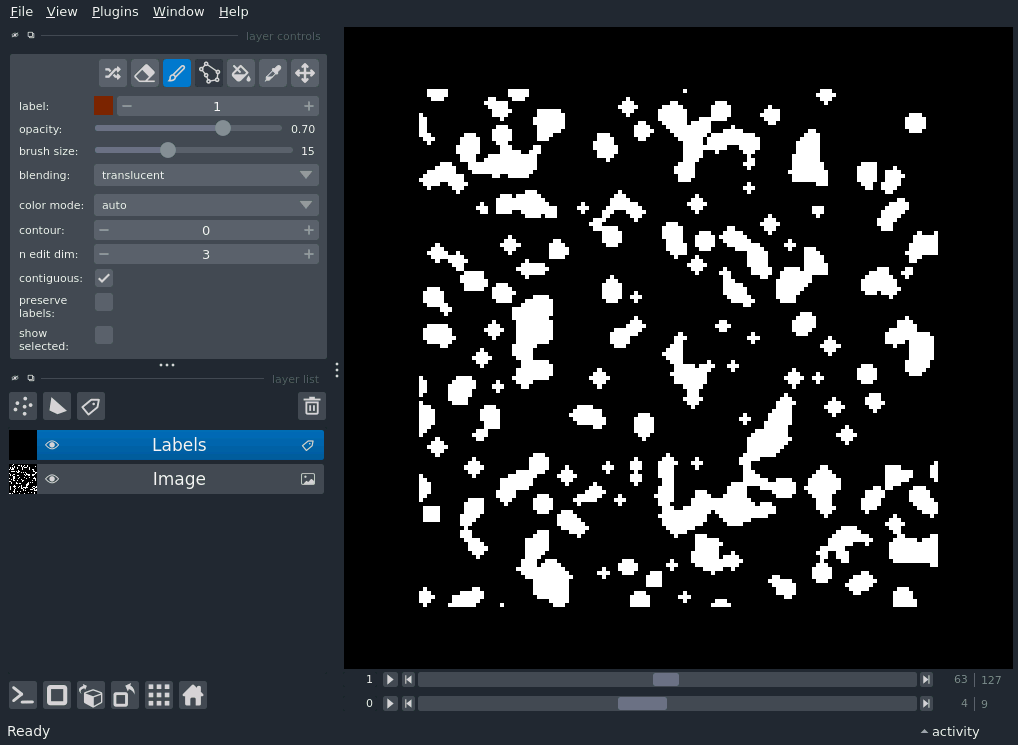 File View Plugins Window Help
layer controls
label: 1
opacity: 0.70
brush size: 15
blending: translucent
color mode: auto
contour: 0
n edit dim: 3
contiguous:
preserve
labels:
show
selected:
layer list
Labels
Image
1 63 127
0 4 9
Ready activity